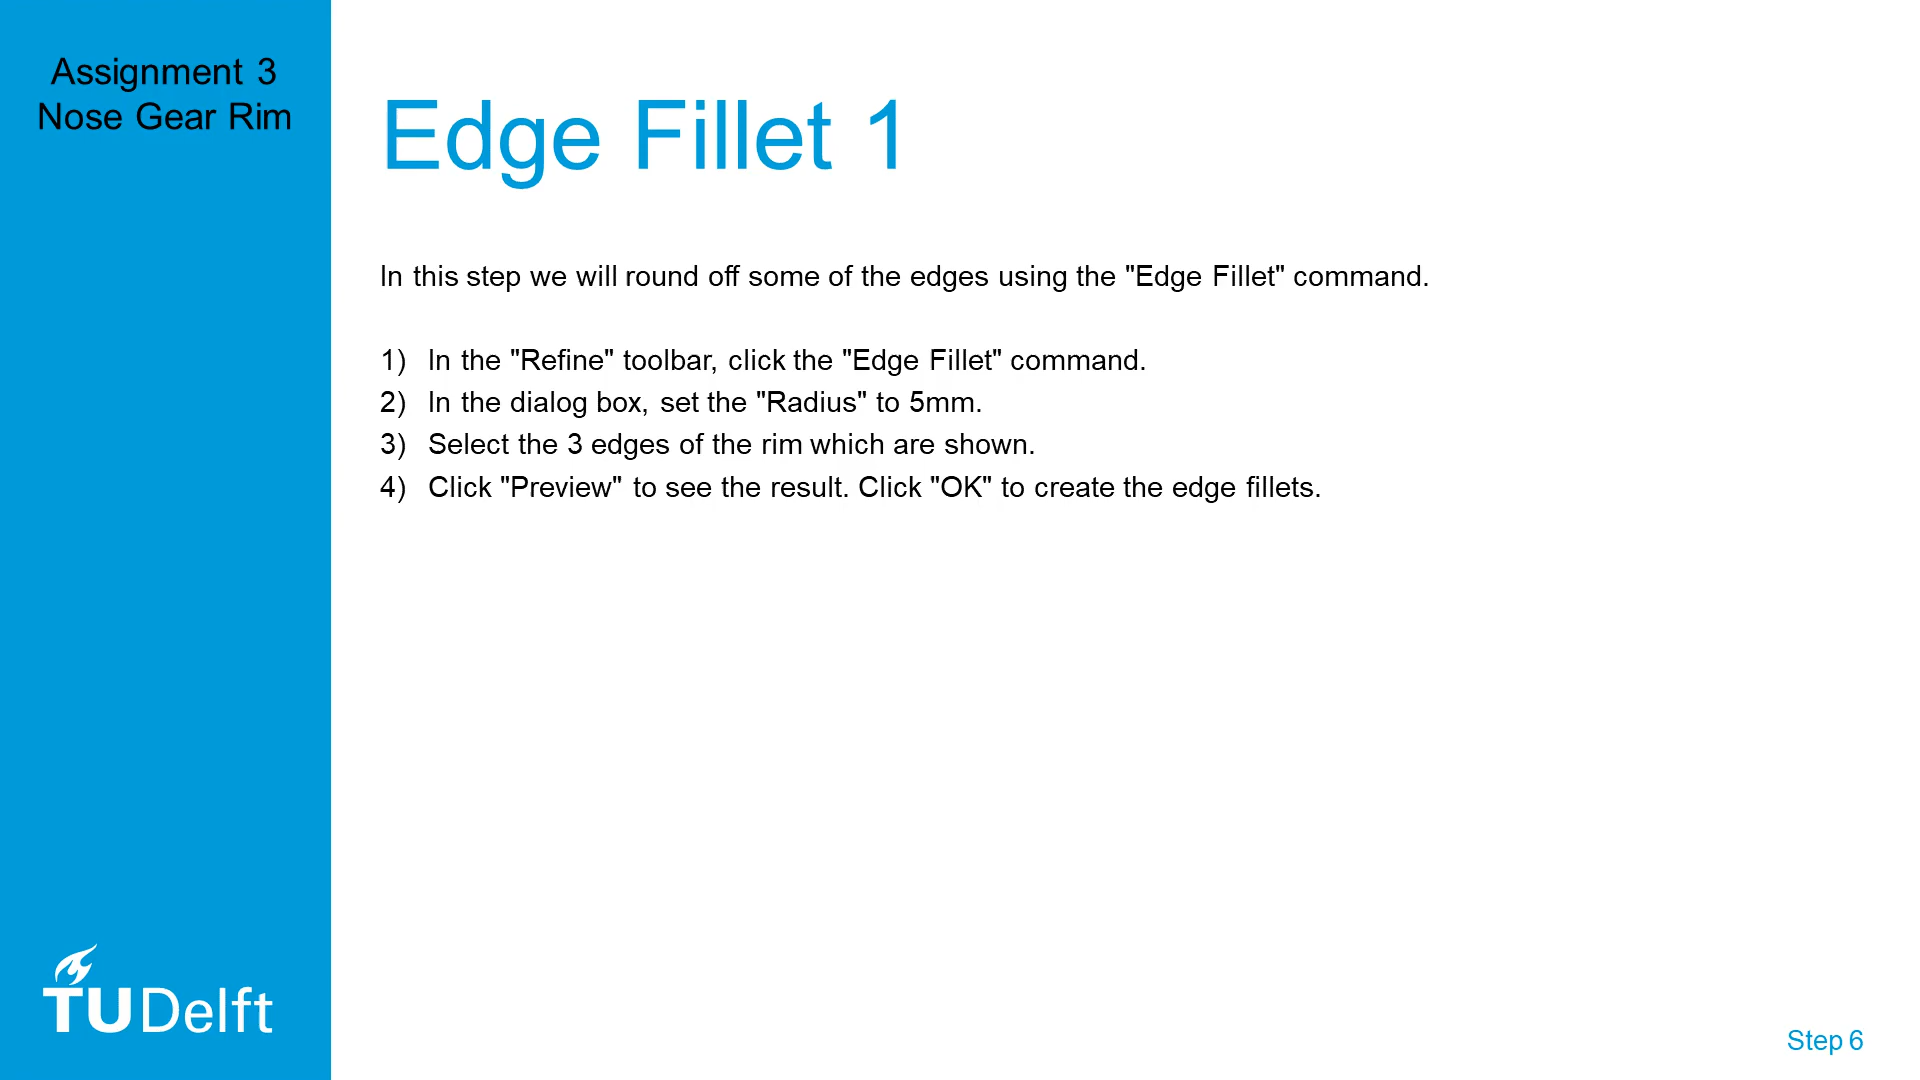 Assignment 3
Nose Gear Rim
Edge Fillet 1
In this step we will round off some of the edges using the "Edge Fillet" command.
1) In the "Refine" toolbar, click the "Edge Fillet" command.
2) In the dialog box, set the "Radius" to 5mm.
3) Select the 3 edges of the rim which are shown.
4) Click "Preview" to see the result. Click "OK" to create the edge fillets.
TU Delft
Step 6